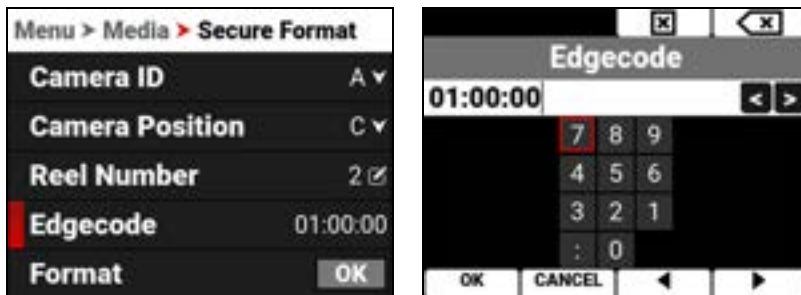 Menu > Media > Secure Format
Camera ID A
Camera Position C
Reel Number 2
Edgecode 01:00:00
Format OK
Edgecode
01:00:00 < >
7 8 9
4 5 6
3 2 1
: 0
OK CANCEL